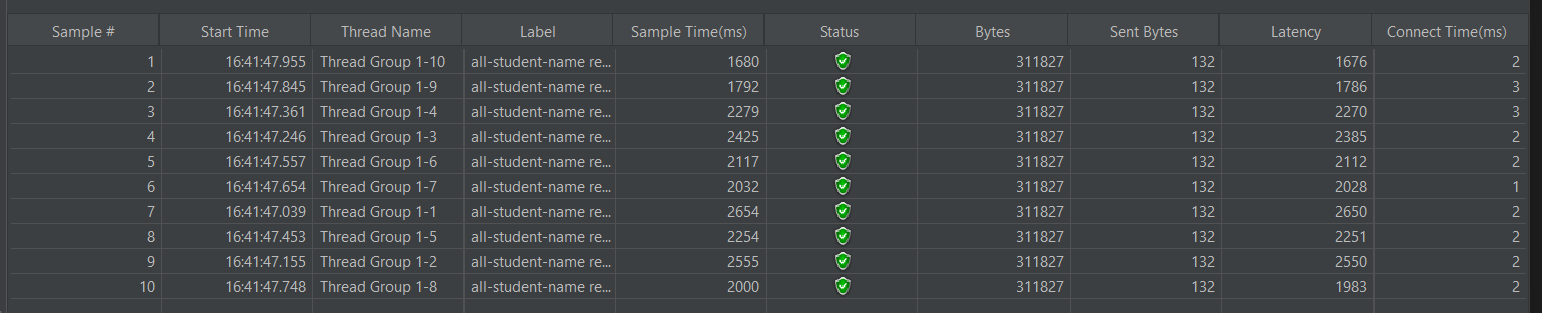 Sample # Start Time Thread Name Label Sample Time(ms) Status Bytes Sent Bytes Latency Connect Time(ms)
1 16:41:47.955 Thread Group 1-10 all-student-name re... 1680 311827 132 1676 2
2 16:41:47.845 Thread Group 1-9 all-student-name re... 1792 311827 132 1786 3
3 16:41:47.361 Thread Group 1-4 all-student-name re... 2279 311827 132 2270 3
4 16:41:47.246 Thread Group 1-3 all-student-name re... 2425 311827 132 2385 2
5 16:41:47.557 Thread Group 1-6 all-student-name re... 2117 311827 132 2112 2
6 16:41:47.654 Thread Group 1-7 all-student-name re... 2032 311827 132 2028 1
7 16:41:47.039 Thread Group 1-1 all-student-name re... 2654 311827 132 2650 2
8 16:41:47.453 Thread Group 1-5 all-student-name re... 2254 311827 132 2251 2
9 16:41:47.155 Thread Group 1-2 all-student-name re... 2555 311827 132 2550 2
10 16:41:47.748 Thread Group 1-8 all-student-name re... 2000 311827 132 1983 2